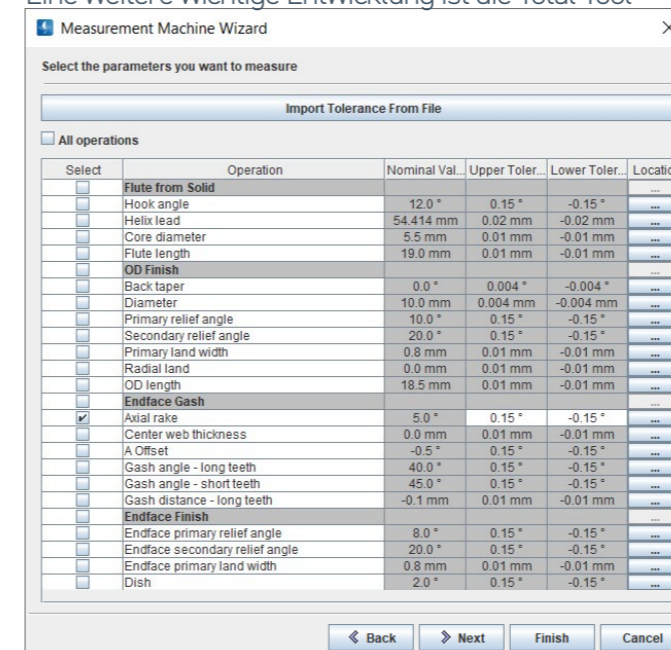 Eine weitere wichtige Entwicklung ist die Total Tool
Measurement Machine Wizard
Select the parameters you want to measure
Import Tolerance From File
All operations
Select Operation Nominal Val... Upper Toler... Lower Toler... Locatio
Flute from Solid ...
Hook angle 12.0 ° 0.15 ° -0.15 ° ...
Helix lead 54.414 mm 0.02 mm -0.02 mm ...
Core diameter 5.5 mm 0.01 mm -0.01 mm ...
Flute length 19.0 mm 0.01 mm -0.01 mm ...
OD Finish ...
Back taper 0.0 ° 0.004 ° -0.004 ° ...
Diameter 10.0 mm 0.004 mm -0.004 mm ...
Primary relief angle 10.0 ° 0.15 ° -0.15 ° ...
Secondary relief angle 20.0 ° 0.15 ° -0.15 ° ...
Primary land width 0.8 mm 0.01 mm -0.01 mm ...
Radial land 0.0 mm 0.01 mm -0.01 mm ...
OD length 18.5 mm 0.01 mm -0.01 mm ...
Endface Gash ...
Axial rake 5.0 ° 0.15 ° -0.15 ° ...
Center web thickness 0.0 mm 0.01 mm -0.01 mm ...
A Offset -0.5 ° 0.15 ° -0.15 ° ...
Gash angle - long teeth 40.0 ° 0.15 ° -0.15 ° ...
Gash angle - short teeth 45.0 ° 0.15 ° -0.15 ° ...
Gash distance - long teeth -0.1 mm 0.01 mm -0.01 mm ...
Endface Finish ...
Endface primary relief angle 8.0 ° 0.15 ° -0.15 ° ...
Endface secondary relief angle 20.0 ° 0.15 ° -0.15 ° ...
Endface primary land width 0.8 mm 0.01 mm -0.01 mm ...
Dish 2.0 ° 0.15 ° -0.15 ° ...
Back Next Finish Cancel